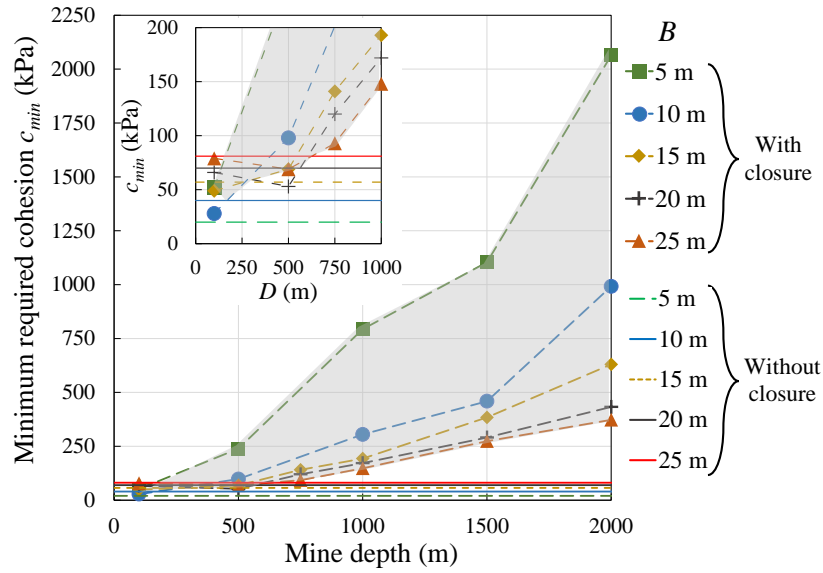 Minimum required cohesion c_min (kPa)
2250
2000
1750
1500
1250
1000
750
500
250
0
0
500
1000
1500
2000
Mine depth (m)
c_min (kPa)
200
150
100
50
0
0
250
500
750
1000
D (m)
B
5 m
10 m
15 m
20 m
25 m
With
closure
5 m
10 m
15 m
20 m
25 m
Without
closure